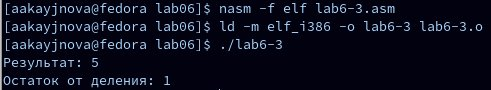 [aakayjnova@fedora lab06]$ nasm -f elf lab6-3.asm
[aakayjnova@fedora lab06]$ ld -m elf_i386 -o lab6-3 lab6-3.o
[aakayjnova@fedora lab06]$ ./lab6-3
Результат: 5
Остаток от деления: 1